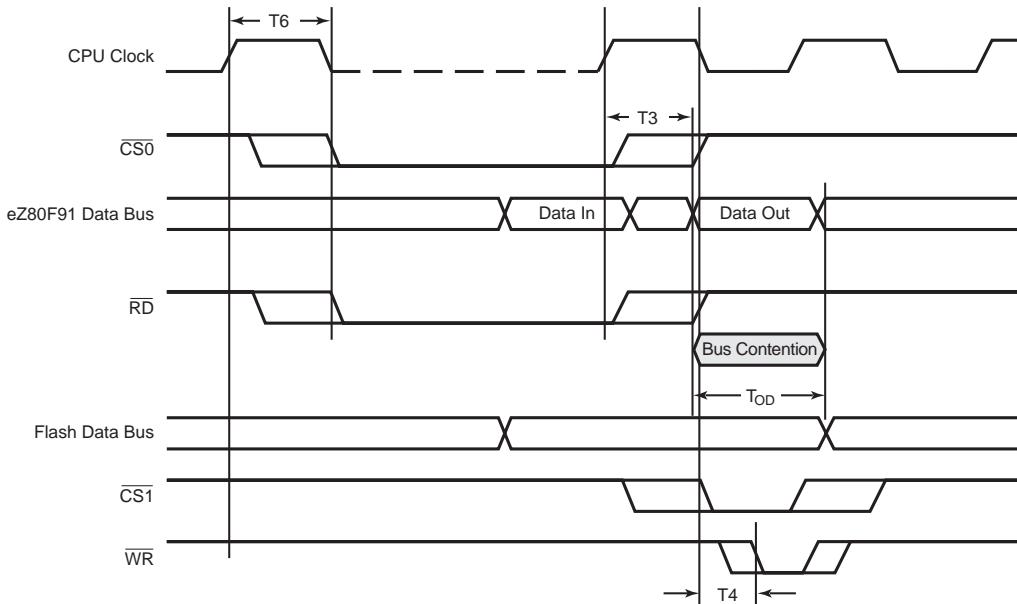 T6
CPU Clock
T3
CS0
eZ80F91 Data Bus
Data In
Data Out
RD
Bus Contention
TOD
Flash Data Bus
CS1
WR
T4